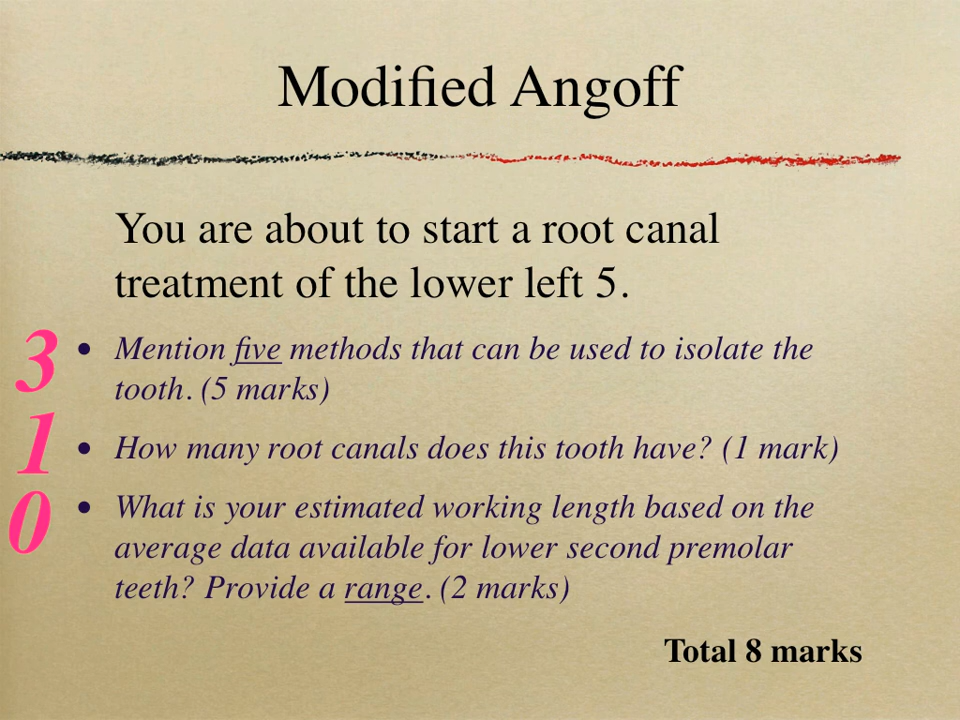 Modified Angoff
You are about to start a root canal
treatment of the lower left 5.
3
• Mention five methods that can be used to isolate the
tooth. (5 marks)
1
• How many root canals does this tooth have? (1 mark)
0
• What is your estimated working length based on the
average data available for lower second premolar
teeth? Provide a range. (2 marks)
Total 8 marks